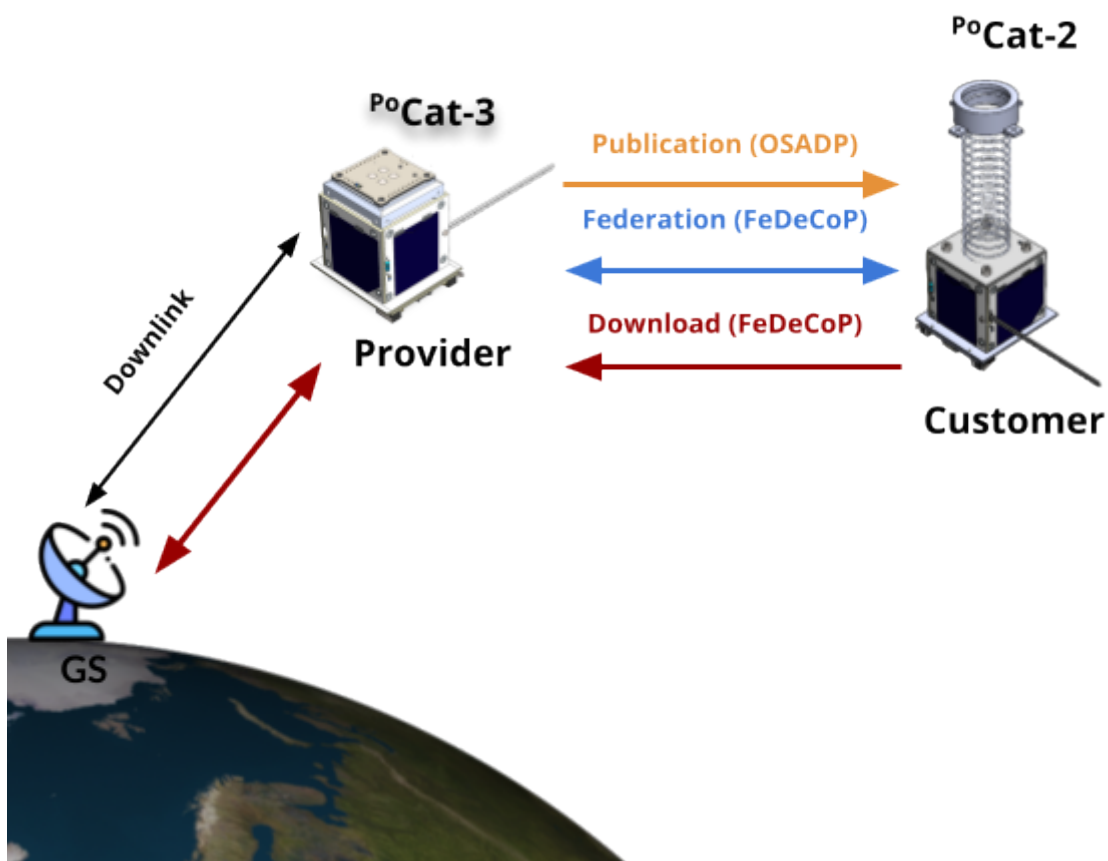 PoCat-2
PoCat-3
Publication (OSADP)
Federation (FeDeCoP)
Download (FeDeCoP)
Downlink
Provider
Customer
GS